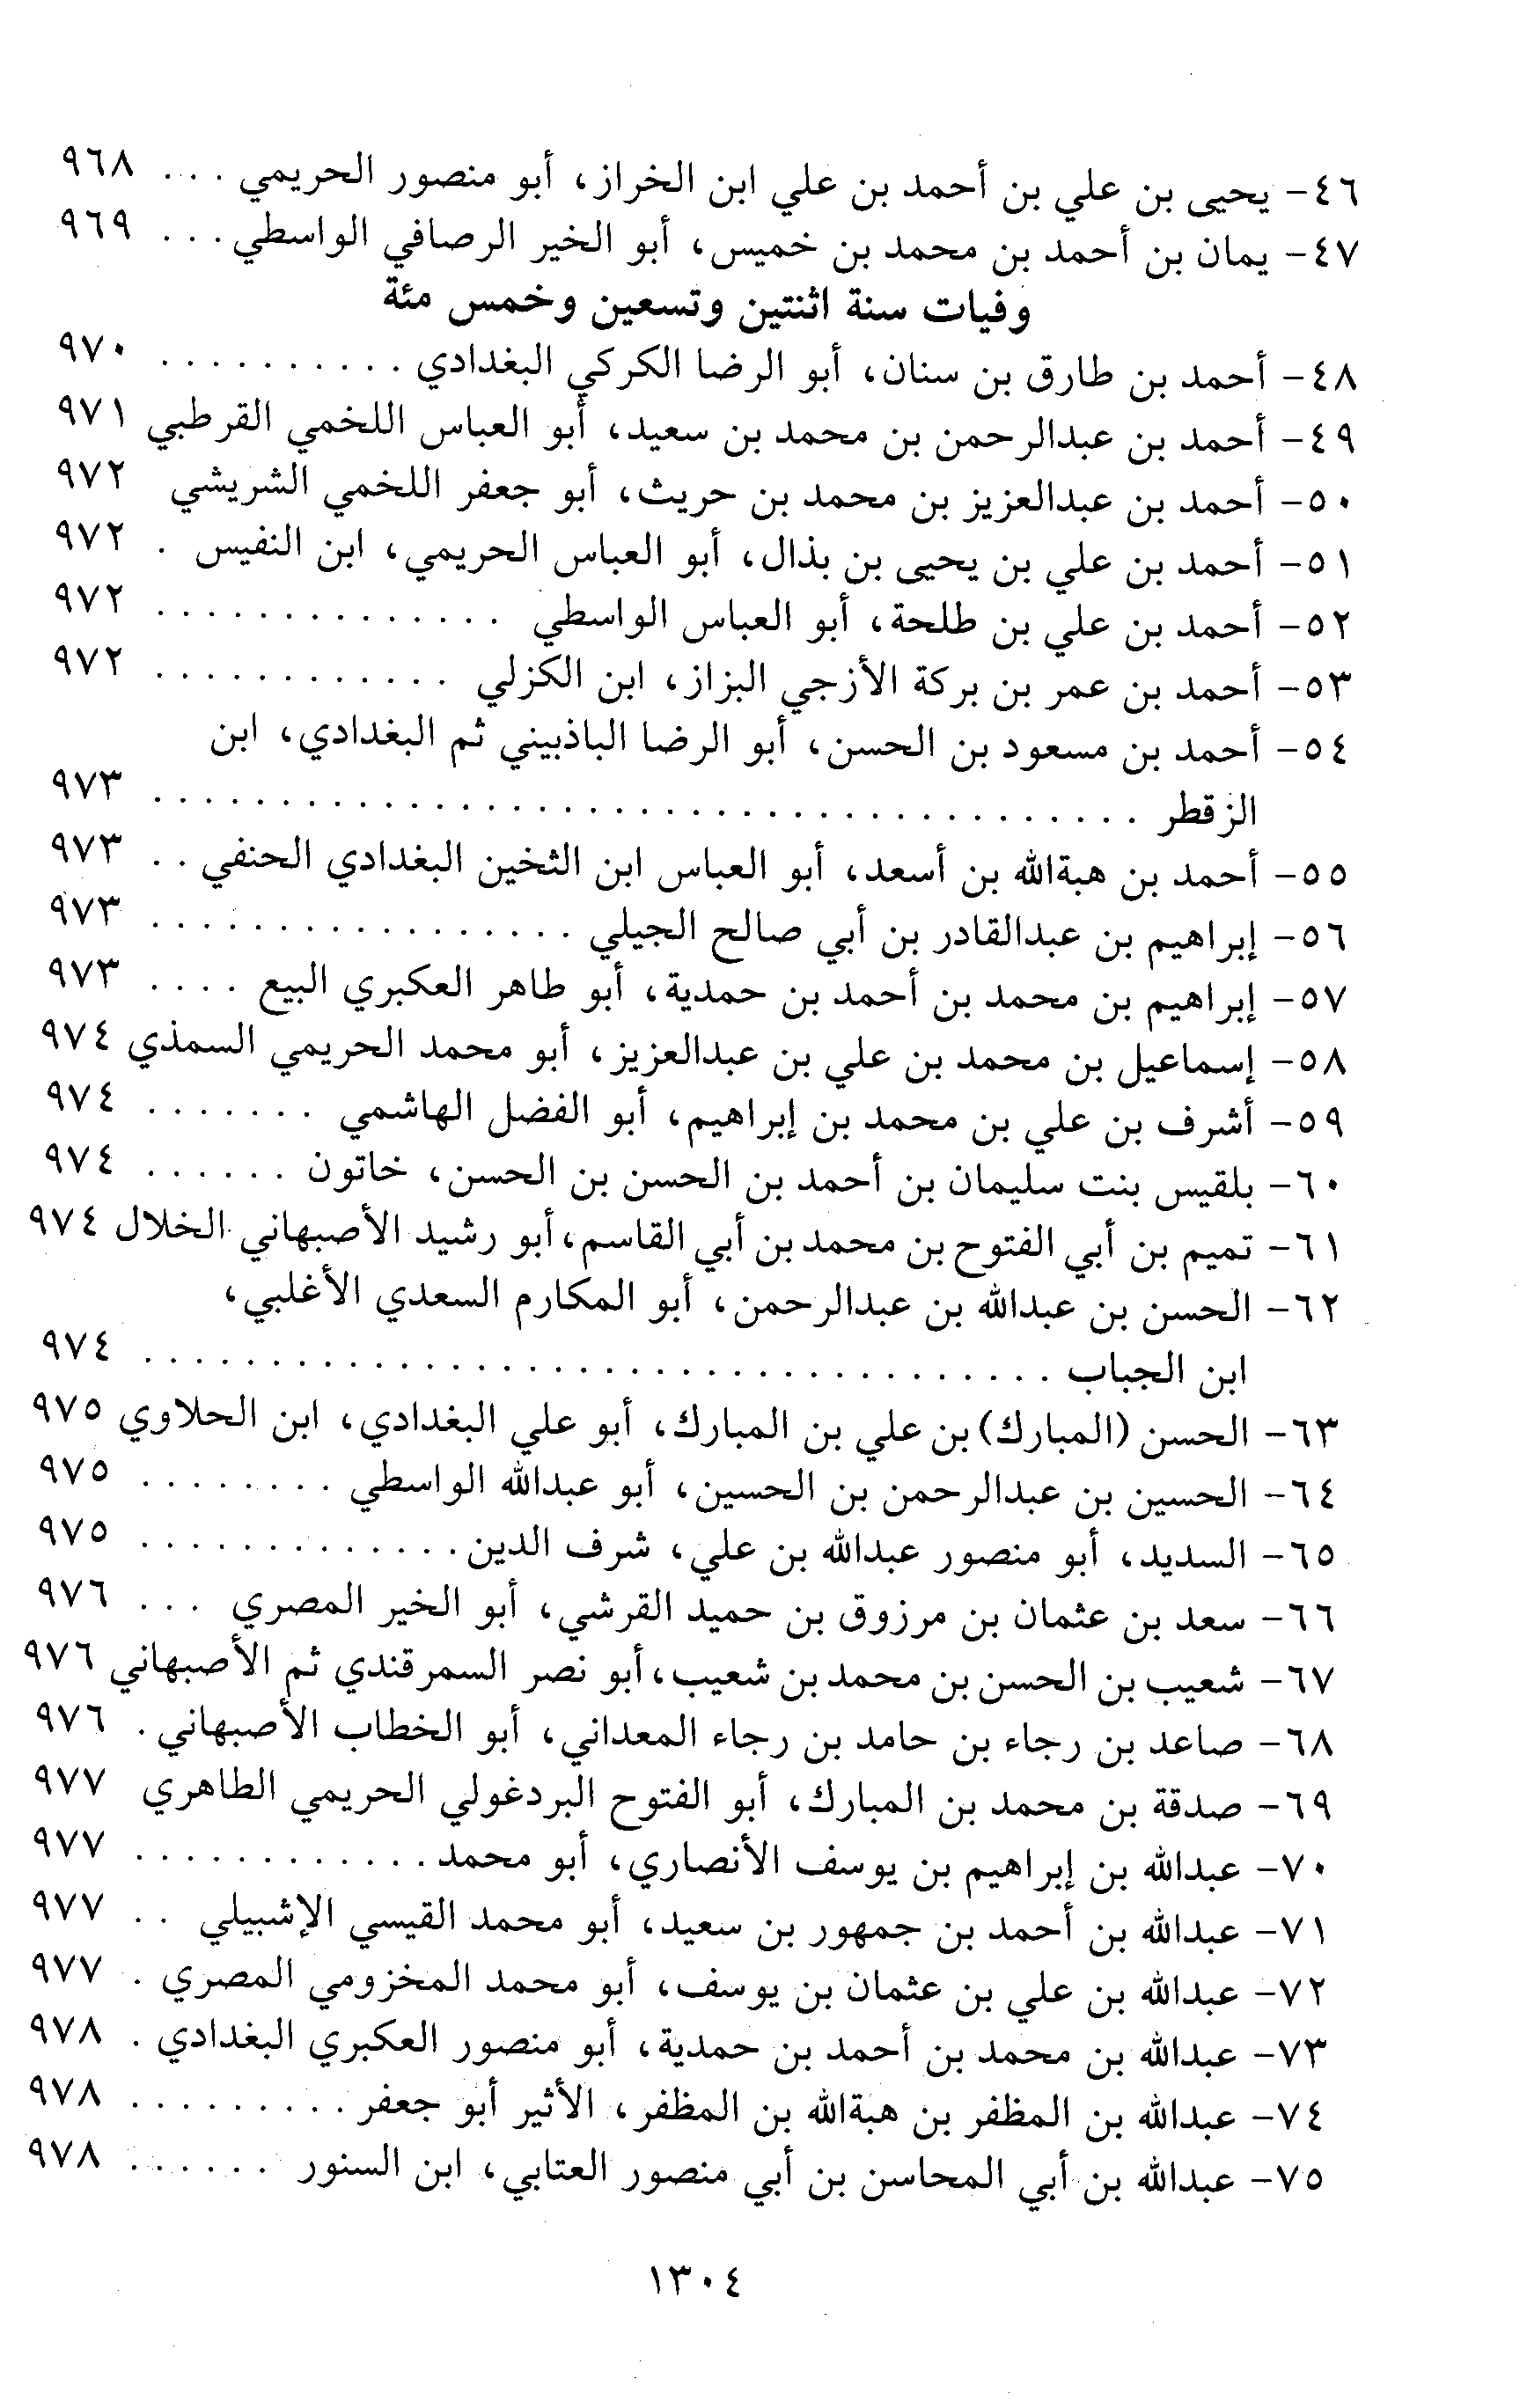 ٤٦- يحيى بن علي بن أحمد بن علي ابن الخراز، أبو منصور الحريمي . . . ٩٦٨
٤٧- يمان بن أحمد بن محمد بن خميس، أبو الخير الرصافي الواسطي . . . ٩٦٩
وفيات سنة اثنتين وتسعين وخمس مئة
٤٨- أحمد بن طارق بن سنان، أبو الرضا الكركي البغدادي . . . . . . . . . . ٩٧٠
٤٩- أحمد بن عبدالرحمن بن محمد بن سعيد، أبو العباس اللخمي القرطبي ٩٧١
٥٠- أحمد بن عبدالعزيز بن محمد بن حريث، أبو جعفر اللخمي الشريشي ٩٧٢
٥١- أحمد بن علي بن يحيى بن بذال، أبو العباس الحريمي، ابن النفيس . ٩٧٢
٥٢- أحمد بن علي بن طلحة، أبو العباس الواسطي . . . . . . . . . . . . . . ٩٧٢
٥٣- أحمد بن عمر بن بركة الأزجي البزاز، ابن الكزلي . . . . . . . . . . . . ٩٧٢
٥٤- أحمد بن مسعود بن الحسن، أبو الرضا الباذبيني ثم البغدادي، ابن
الزقطر . . . . . . . . . . . . . . . . . . . . . . . . . . . . . . . . . . . . . . ٩٧٣
٥٥- أحمد بن هبةالله بن أسعد، أبو العباس ابن الثخين البغدادي الحنفي . . ٩٧٣
٥٦- إبراهيم بن عبدالقادر بن أبي صالح الجيلي . . . . . . . . . . . . . . . . . ٩٧٣
٥٧- إبراهيم بن محمد بن أحمد بن حمدية، أبو طاهر العكبري البيع . . . . ٩٧٣
٥٨- إسماعيل بن محمد بن علي بن عبدالعزيز، أبو محمد الحريمي السمذي ٩٧٤
٥٩- أشرف بن علي بن محمد بن إبراهيم، أبو الفضل الهاشمي . . . . . . . ٩٧٤
٦٠- بلقيس بنت سليمان بن أحمد بن الحسن بن الحسن، خاتون . . . . . . ٩٧٤
٦١- تميم بن أبي الفتوح بن محمد بن أبي القاسم، أبو رشيد الأصبهاني الخلال ٩٧٤
٦٢- الحسن بن عبدالله بن عبدالرحمن، أبو المكارم السعدي الأغلبي،
ابن الجباب . . . . . . . . . . . . . . . . . . . . . . . . . . . . . . . . . . . ٩٧٤
٦٣- الحسن (المبارك) بن علي بن المبارك، أبو علي البغدادي، ابن الحلاوي ٩٧٥
٦٤- الحسين بن عبدالرحمن بن الحسين، أبو عبدالله الواسطي . . . . . . . . ٩٧٥
٦٥- السديد، أبو منصور عبدالله بن علي، شرف الدين . . . . . . . . . . . . . ٩٧٥
٦٦- سعد بن عثمان بن مرزوق بن حميد القرشي، أبو الخير المصري . . . ٩٧٦
٦٧- شعيب بن الحسن بن محمد بن شعيب، أبو نصر السمرقندي ثم الأصبهاني ٩٧٦
٦٨- صاعد بن رجاء بن حامد بن رجاء المعداني، أبو الخطاب الأصبهاني . ٩٧٦
٦٩- صدقة بن محمد بن المبارك، أبو الفتوح البردغولي الحريمي الطاهري ٩٧٧
٧٠- عبدالله بن إبراهيم بن يوسف الأنصاري، أبو محمد . . . . . . . . . . . . ٩٧٧
٧١- عبدالله بن أحمد بن جمهور بن سعيد، أبو محمد القيسي الإشبيلي . . ٩٧٧
٧٢- عبدالله بن علي بن عثمان بن يوسف، أبو محمد المخزومي المصري . ٩٧٧
٧٣- عبدالله بن محمد بن أحمد بن حمدية، أبو منصور العكبري البغدادي . ٩٧٨
٧٤- عبدالله بن المظفر بن هبةالله بن المظفر، الأثير أبو جعفر . . . . . . . . . ٩٧٨
٧٥- عبدالله بن أبي المحاسن بن أبي منصور العتابي، ابن السنور . . . . . . ٩٧٨
١٣٠٤